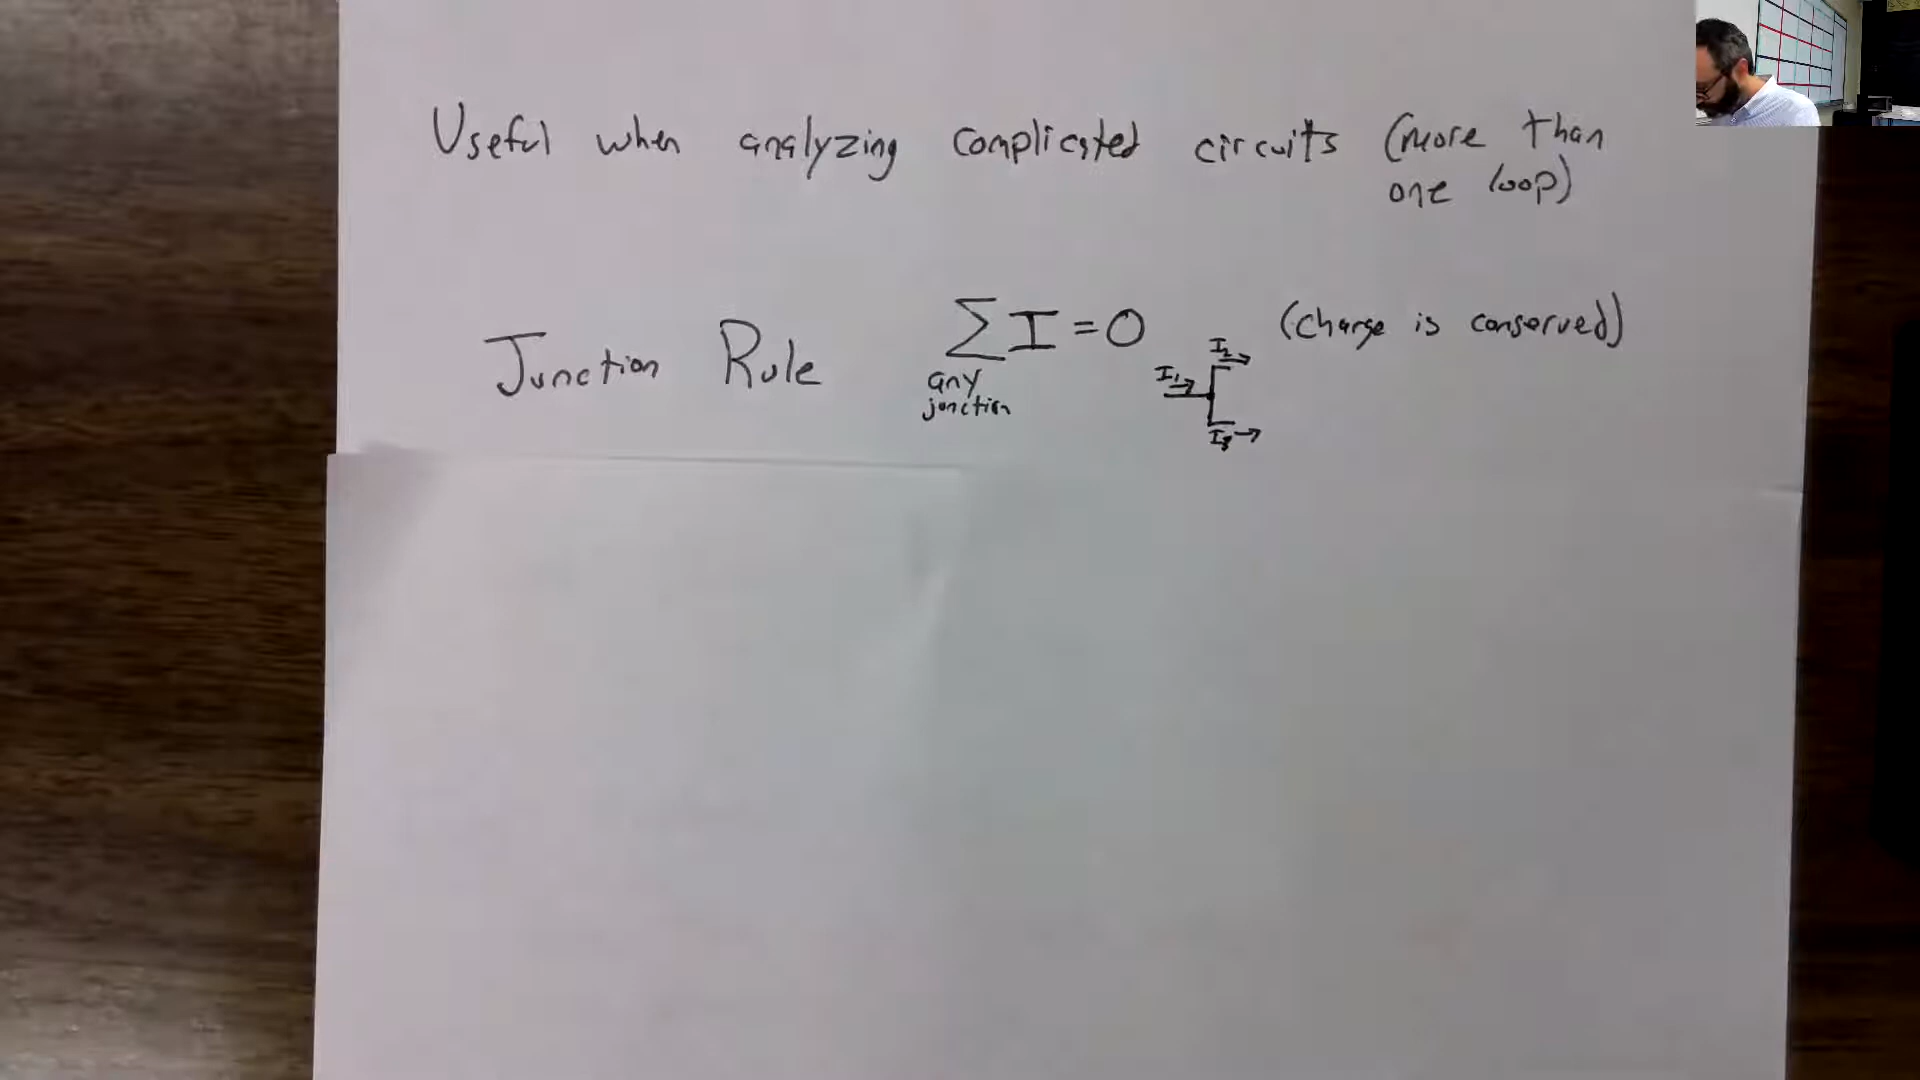 Useful when analyzing complicated circuits (more than
one loop)
Junction Rule ∑I=0 (charge is conserved)
any
junction
I₂
I₁
I₃